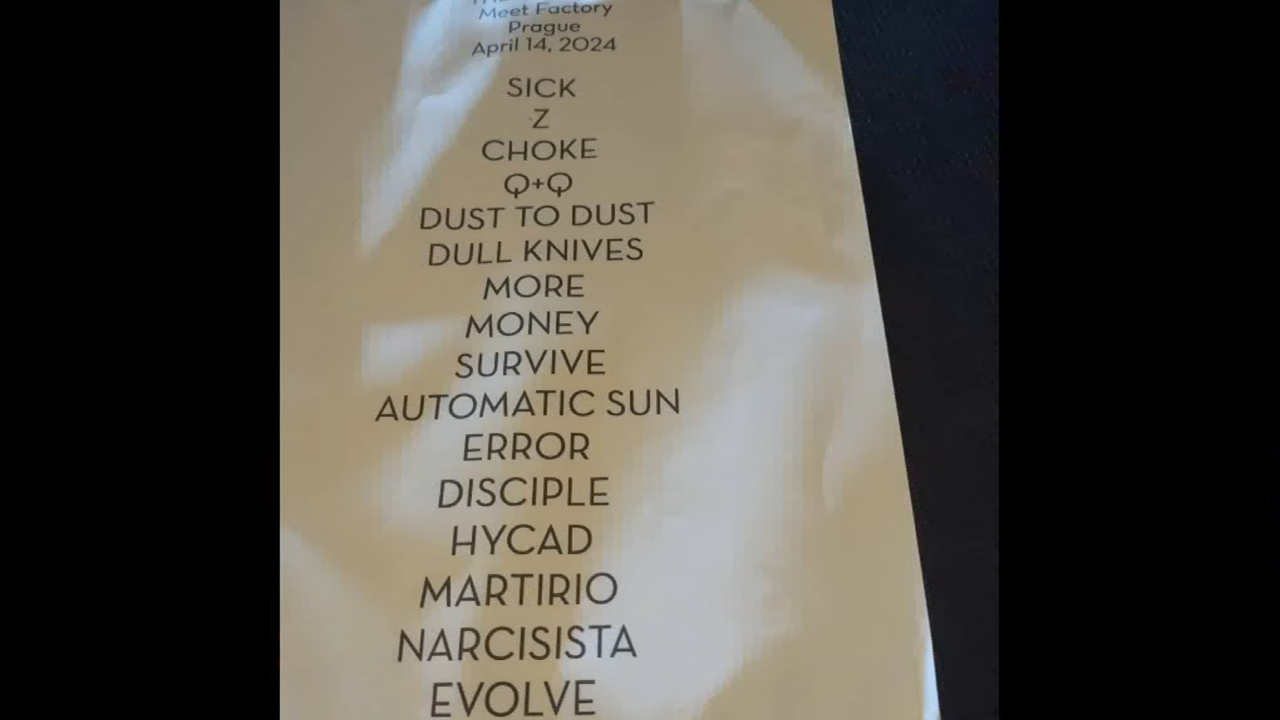 Meet Factory
Prague
April 14, 2024
SICK
Z
CHOKE
Q+Q
DUST TO DUST
DULL KNIVES
MORE
MONEY
SURVIVE
AUTOMATIC SUN
ERROR
DISCIPLE
HYCAD
MARTIRIO
NARCISISTA
EVOLVE